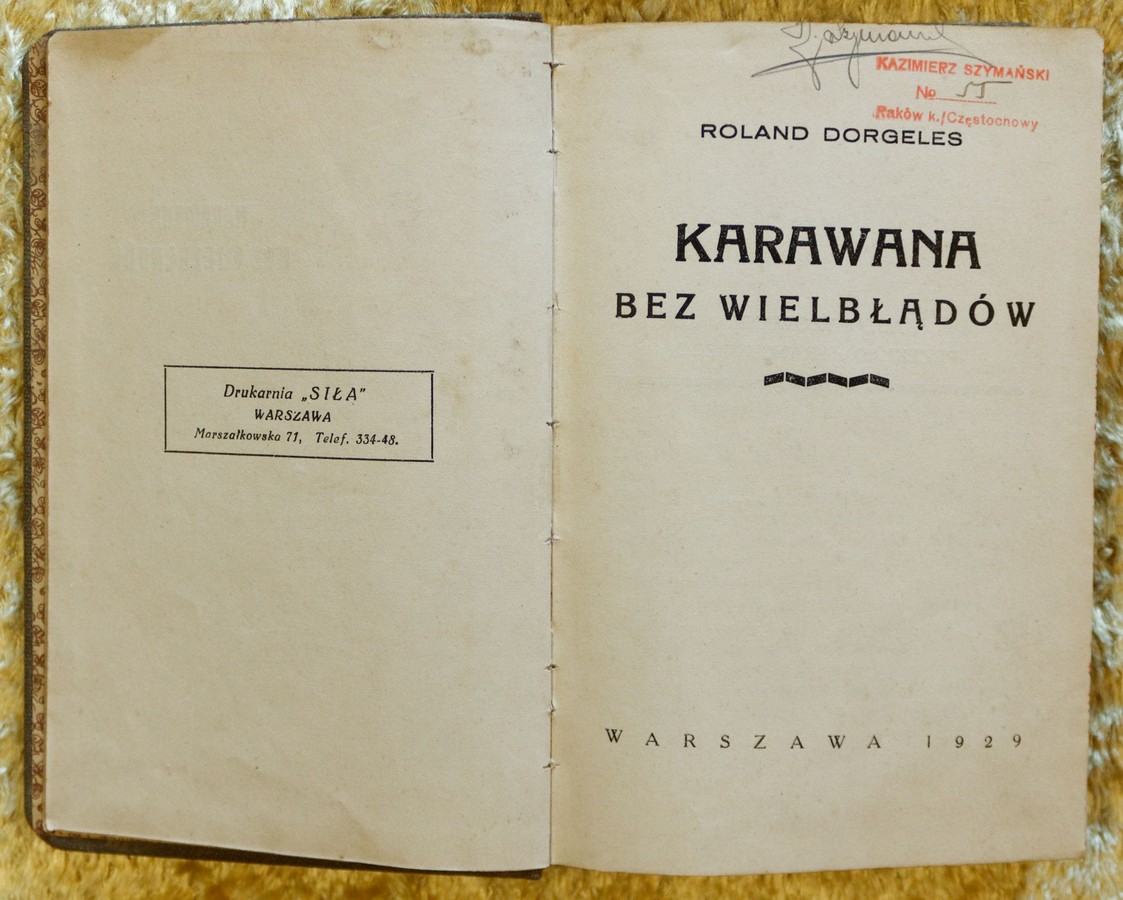 Drukarnia „SIŁA”
WARSZAWA
Marszałkowska 71, Telef. 334-48.
KAZIMIERZ SZYMAŃSKI
№ 55
Raków k./Częstochowy
ROLAND DORGELES
KARAWANA
BEZ WIELBŁĄDÓW
WARSZAWA 1929